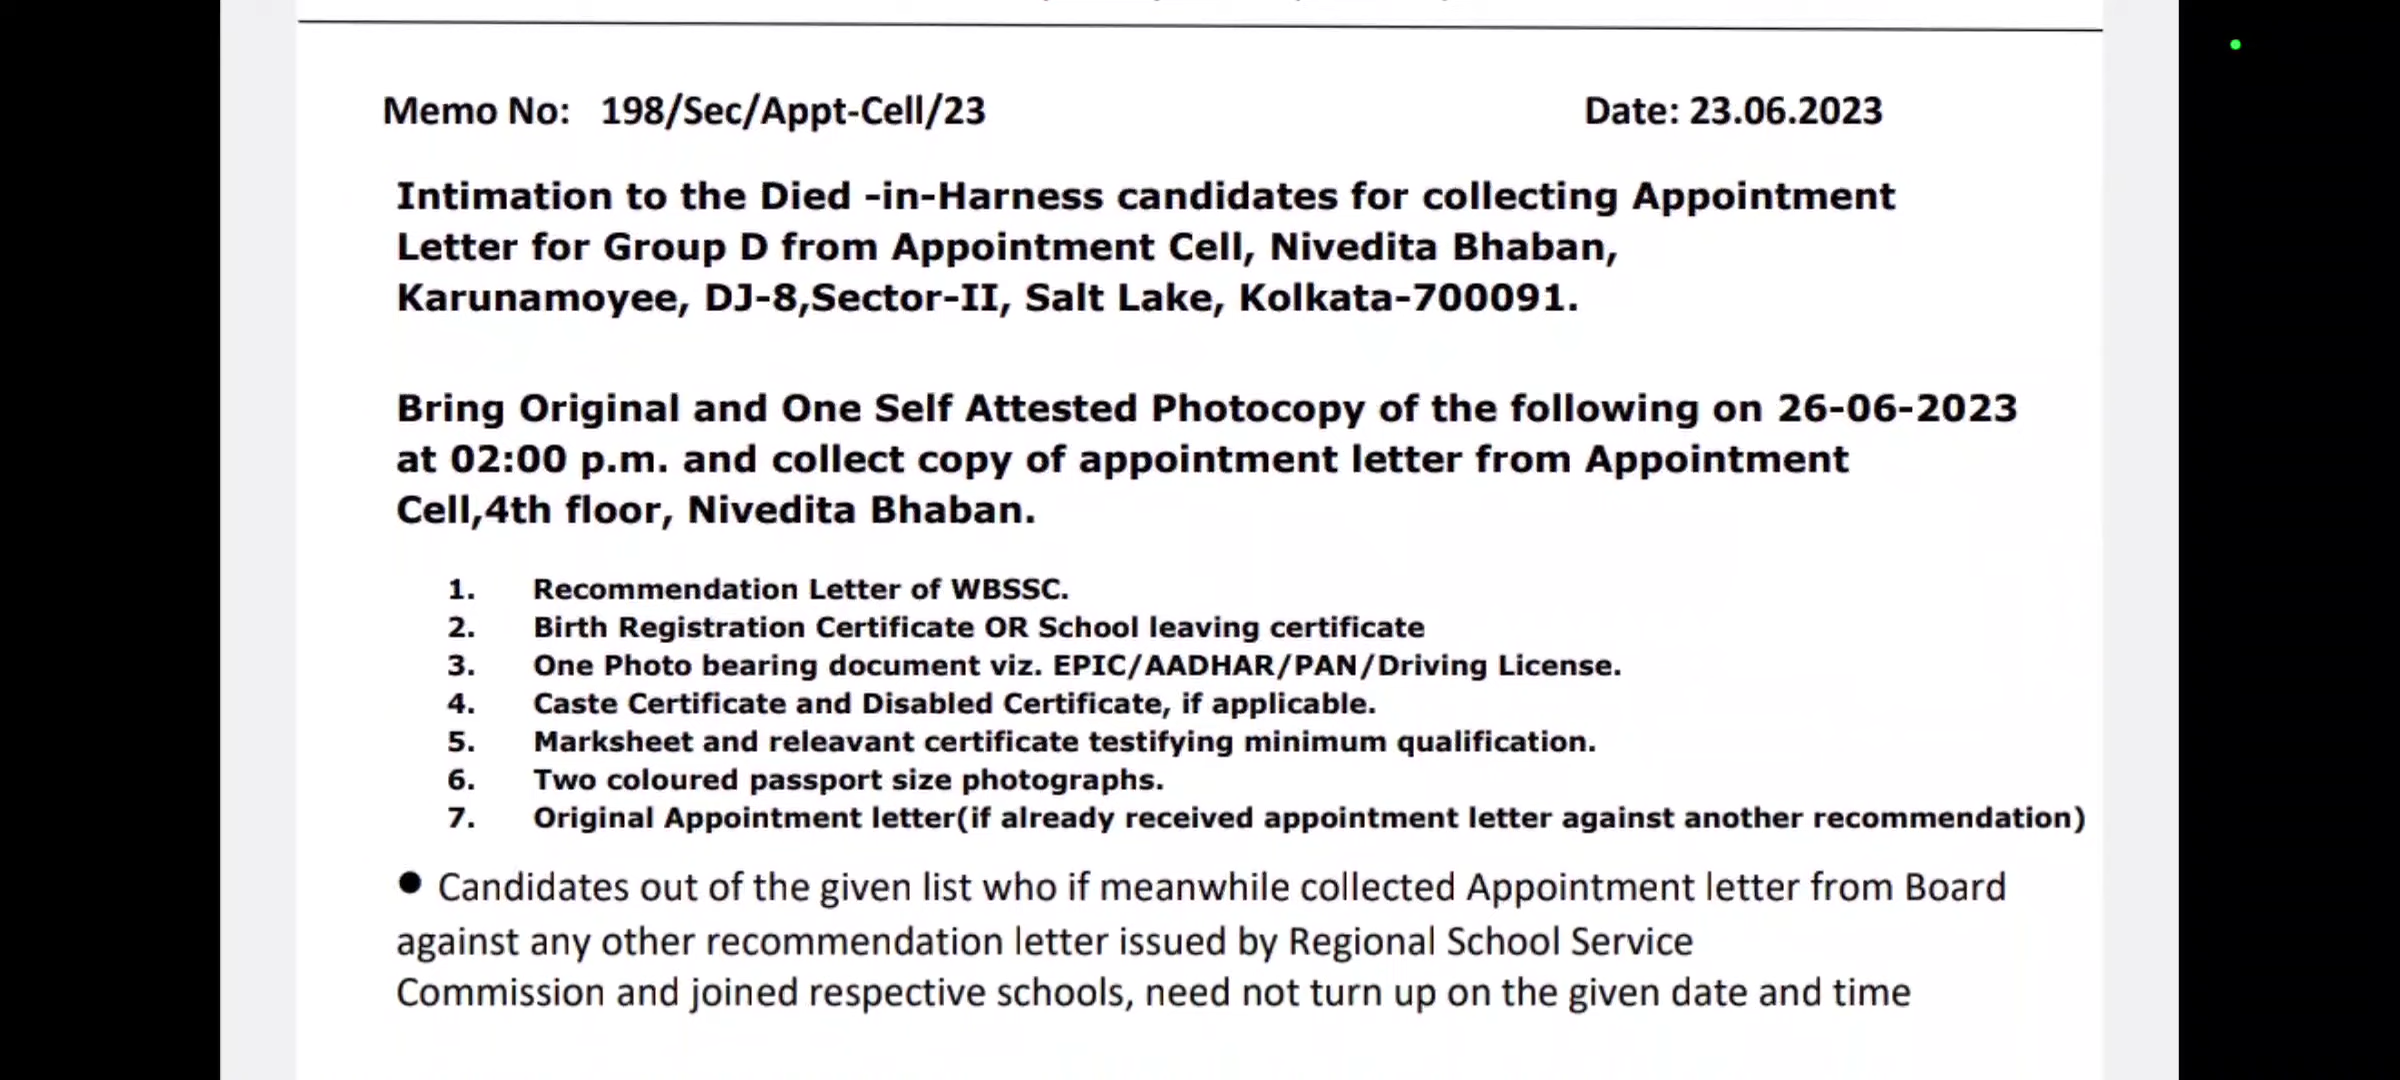 Memo No: 198/Sec/Appt-Cell/23 Date: 23.06.2023
Intimation to the Died -in-Harness candidates for collecting Appointment
Letter for Group D from Appointment Cell, Nivedita Bhaban,
Karunamoyee, DJ-8,Sector-II, Salt Lake, Kolkata-700091.
Bring Original and One Self Attested Photocopy of the following on 26-06-2023
at 02:00 p.m. and collect copy of appointment letter from Appointment
Cell,4th floor, Nivedita Bhaban.
1. Recommendation Letter of WBSSC.
2. Birth Registration Certificate OR School leaving certificate
3. One Photo bearing document viz. EPIC/AADHAR/PAN/Driving License.
4. Caste Certificate and Disabled Certificate, if applicable.
5. Marksheet and releavant certificate testifying minimum qualification.
6. Two coloured passport size photographs.
7. Original Appointment letter(if already received appointment letter against another recommendation)
● Candidates out of the given list who if meanwhile collected Appointment letter from Board
against any other recommendation letter issued by Regional School Service
Commission and joined respective schools, need not turn up on the given date and time